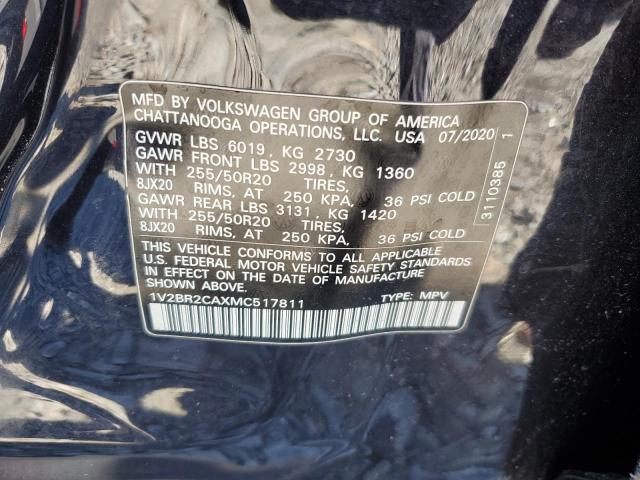 MFD BY VOLKSWAGEN GROUP OF AMERICA
CHATTANOOGA OPERATIONS, LLC. USA 07/2020
GVWR LBS 6019, KG 2730
GAWR FRONT LBS 2998, KG 1360
WITH 255/50R20 TIRES,
8JX20 RIMS, AT 250 KPA, 36 PSI COLD
GAWR REAR LBS 3131, KG 1420
WITH 255/50R20 TIRES,
8JX20 RIMS, AT 250 KPA, 36 PSI COLD
THIS VEHICLE CONFORMS TO ALL APPLICABLE
U.S. FEDERAL MOTOR VEHICLE SAFETY STANDARDS
IN EFFECT ON THE DATE OF MANUFACTURE
SHOWN ABOVE.
1V2BR2CAXMC517811 TYPE: MPV
3110385 1